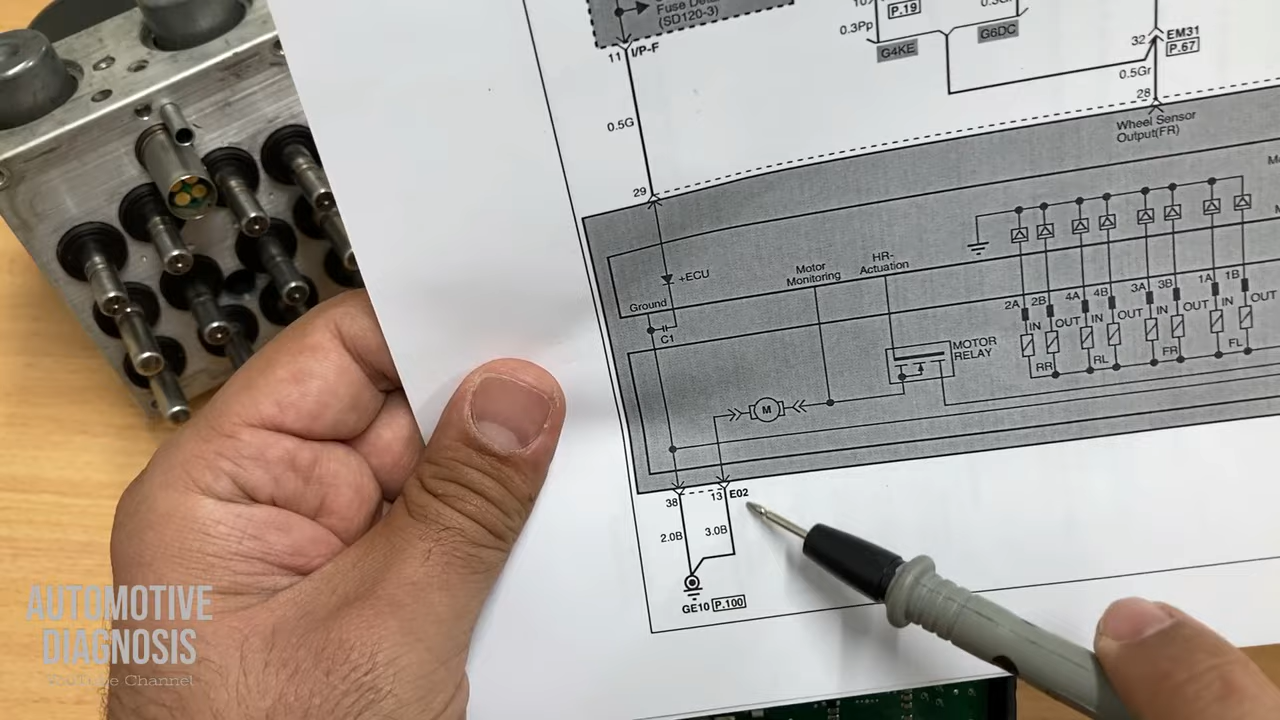 Fuse
(SD120-3)
11
I/P-F
0.5G
29
P.19
0.3Pp
G4KE
G6DC
32
EM31
P.67
0.5Gr
28
Wheel Sensor
Output(FR)
+ECU
Ground
C1
Motor
Monitoring
HR-
Actuation
MOTOR
RELAY
M
2A
2B
4A
4B
3A
3B
1A
1B
IN
OUT
IN
OUT
IN
OUT
IN
OUT
RR
RL
FR
FL
38
13
E02
2.0B
3.0B
GE10
P.100
AUTOMOTIVE
DIAGNOSIS
YouTube Channel